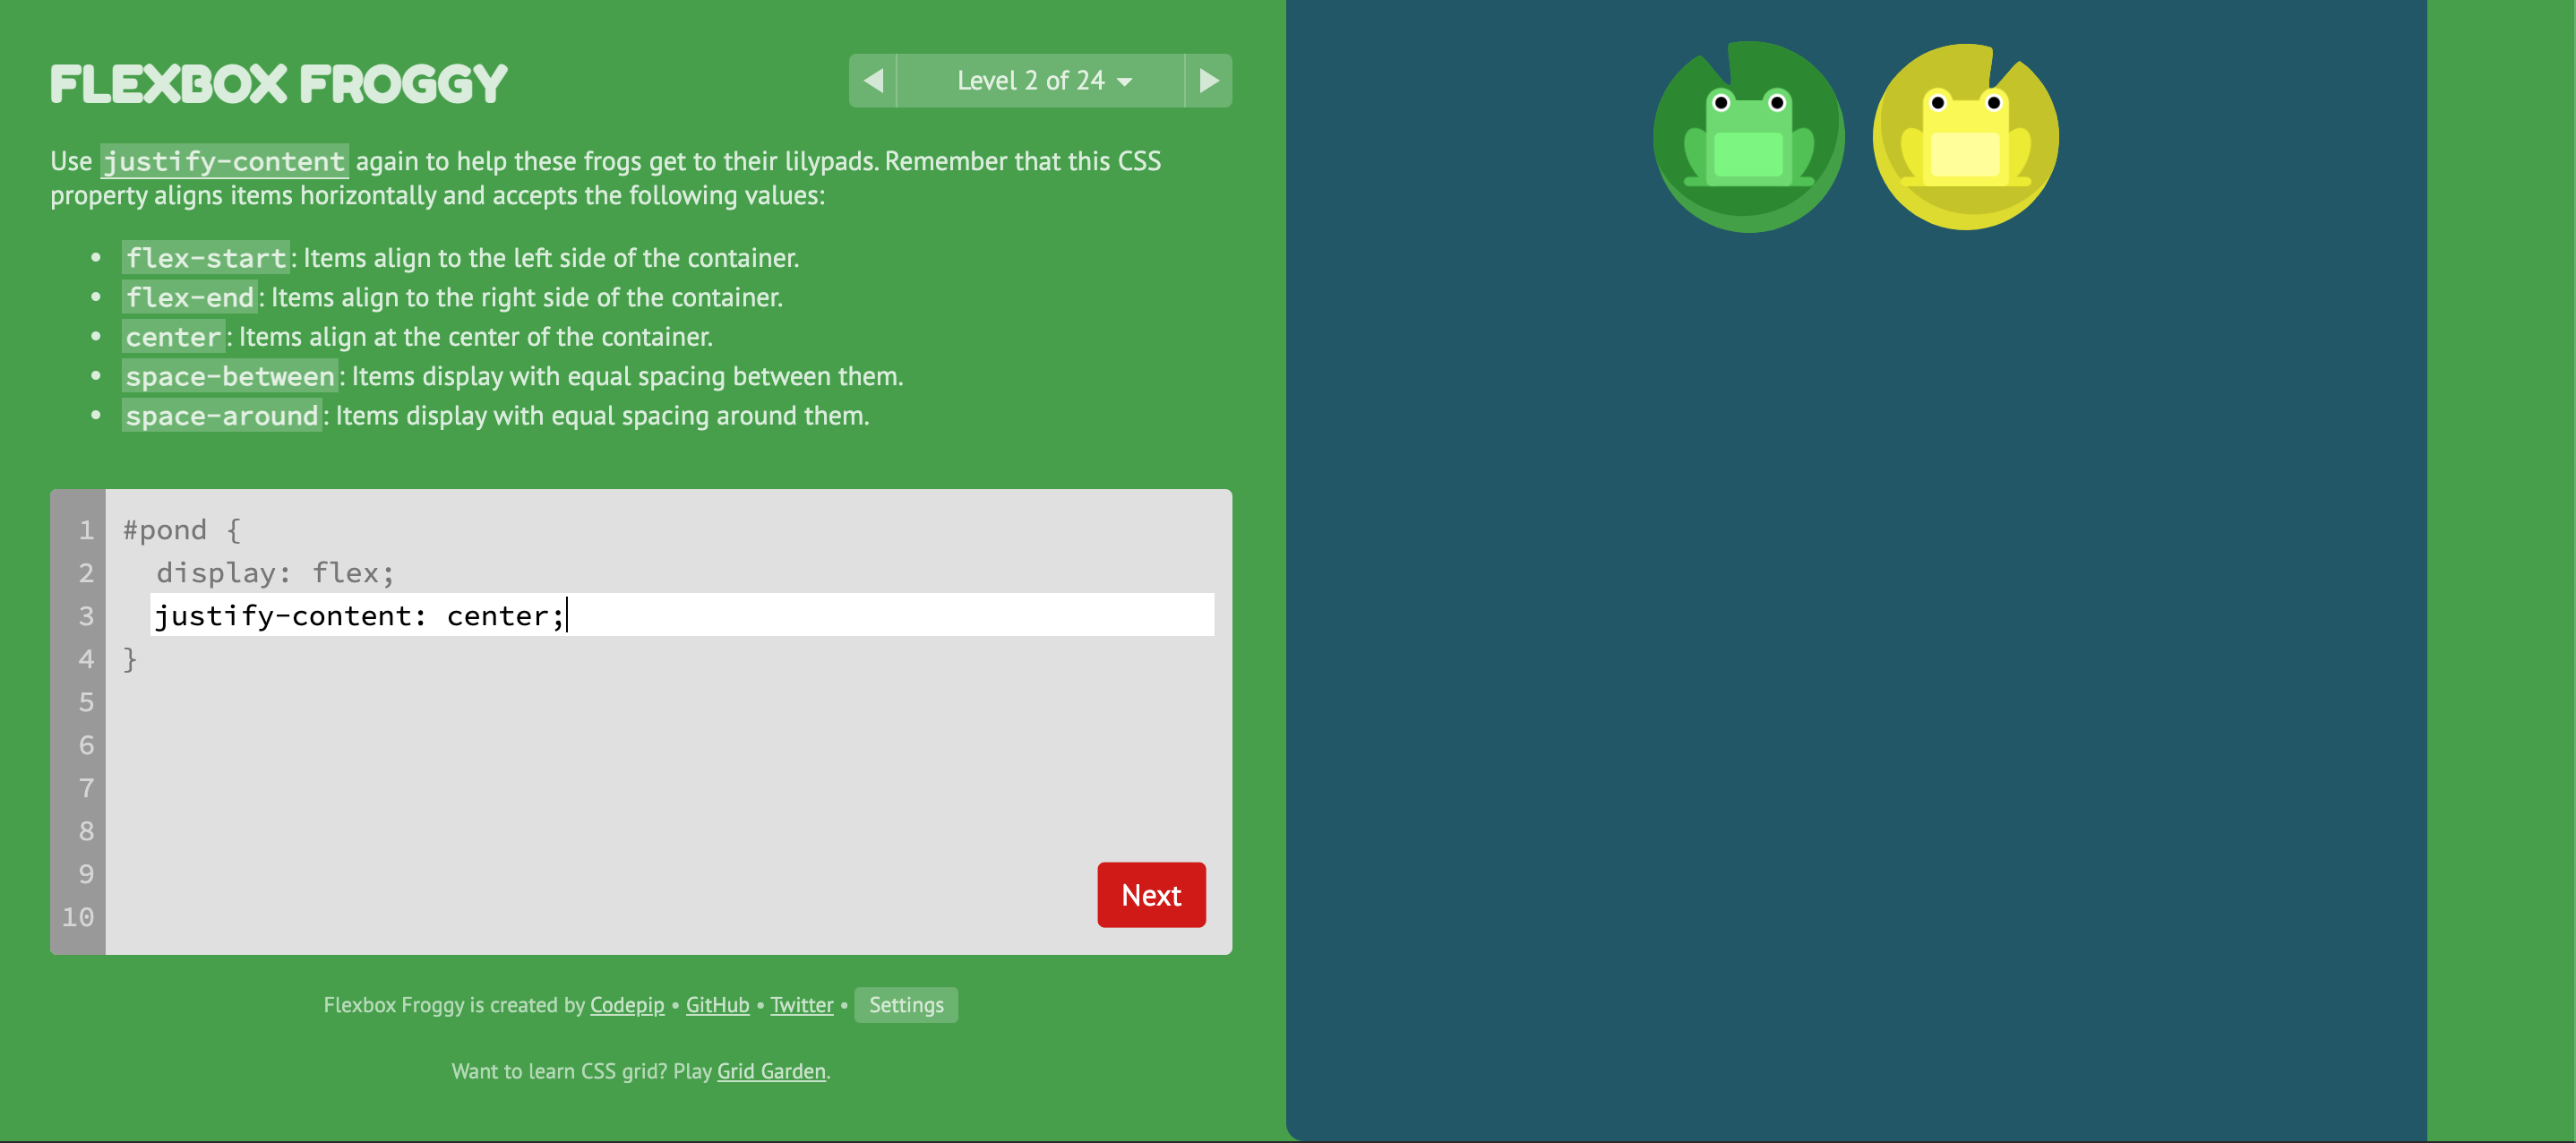 FLEXBOX FROGGY
Level 2 of 24
Use justify-content again to help these frogs get to their lilypads. Remember that this CSS
property aligns items horizontally and accepts the following values:
• flex-start: Items align to the left side of the container.
• flex-end: Items align to the right side of the container.
• center: Items align at the center of the container.
• space-between: Items display with equal spacing between them.
• space-around: Items display with equal spacing around them.
1 #pond {
2 display: flex;
3 justify-content: center;
4 }
5
6
7
8
9
10
Next
Flexbox Froggy is created by Codepip • GitHub • Twitter • Settings
Want to learn CSS grid? Play Grid Garden.